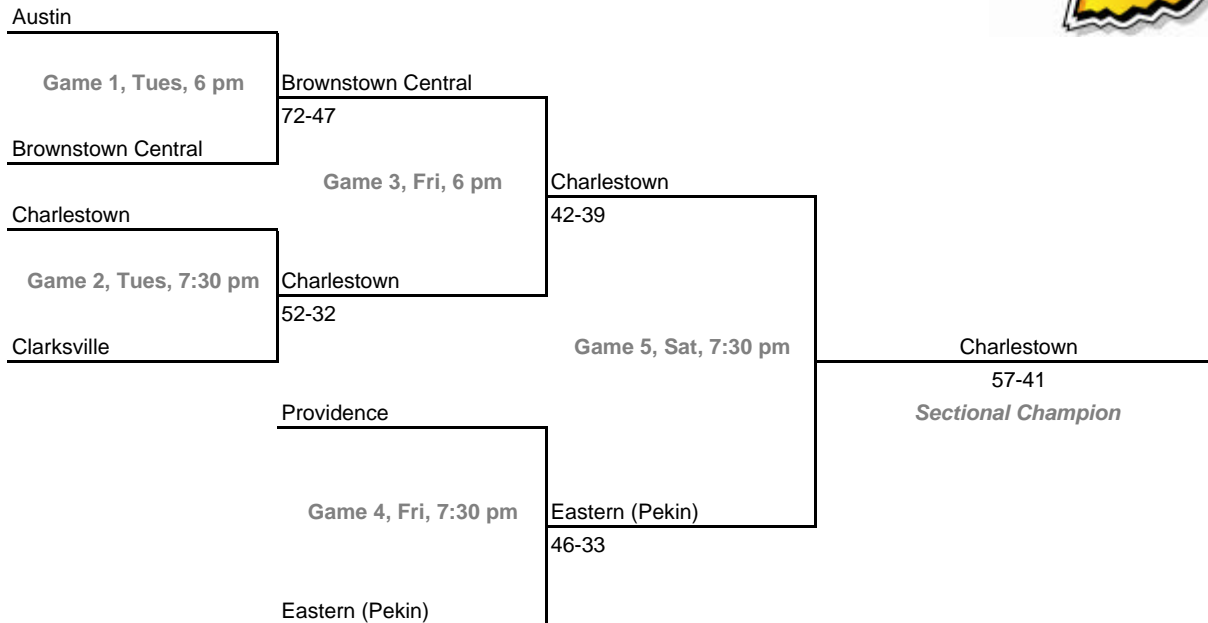 Austin
Game 1, Tues, 6 pm
Brownstown Central
72-47
Brownstown Central
Game 3, Fri, 6 pm
Charlestown
42-39
Charlestown
Game 2, Tues, 7:30 pm
Charlestown
52-32
Clarksville
Game 5, Sat, 7:30 pm
Charlestown
57-41
Sectional Champion
Providence
Game 4, Fri, 7:30 pm
Eastern (Pekin)
46-33
Eastern (Pekin)